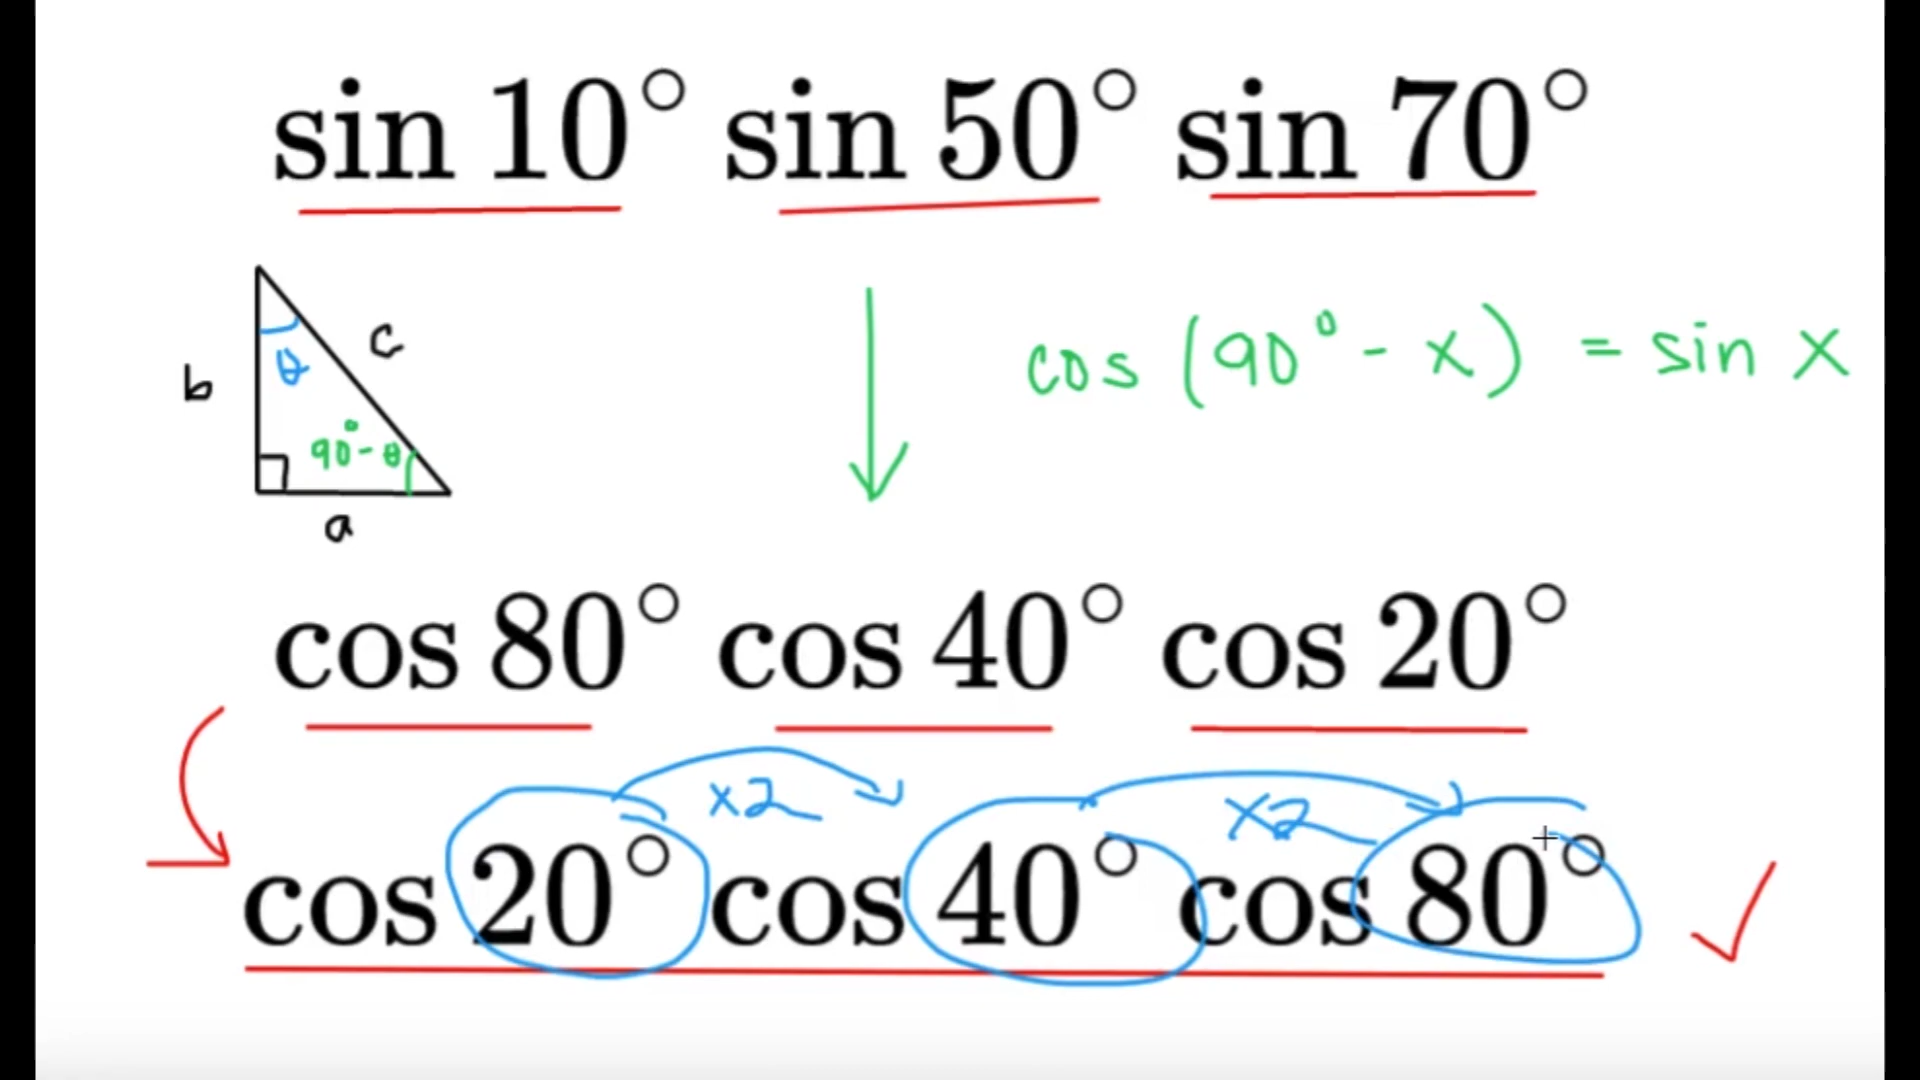 sin 10° sin 50° sin 70°
c
θ
b
cos (90° - x) = sin x
90° - θ
a
cos 80° cos 40° cos 20°
x2
x2
cos 20° cos 40° cos 80°